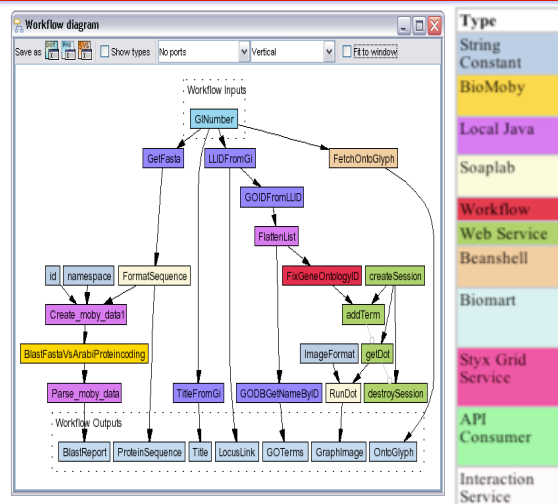 Workflow diagram
Save as
DOT
PNG
SVG
Show types
No ports
Vertical
Fit to window
Workflow Inputs
GINumber
GetFasta
LLIDFromGi
FetchOntoGlyph
GOIDFromLLID
FlattenList
id
namespace
FormatSequence
FixGeneOntologyID
createSession
Create_moby_data1
addTerm
BlastFastaVsArabiProteincoding
ImageFormat
getDot
Parse_moby_data
TitleFromGi
GODBGetNameByID
RunDot
destroySession
Workflow Outputs
BlastReport
ProteinSequence
Title
LocusLink
GOTerms
GraphImage
OntoGlyph
Type
String
Constant
BioMoby
Local Java
Soaplab
Workflow
Web Service
Beanshell
Biomart
Styx Grid
Service
API
Consumer
Interaction
Service